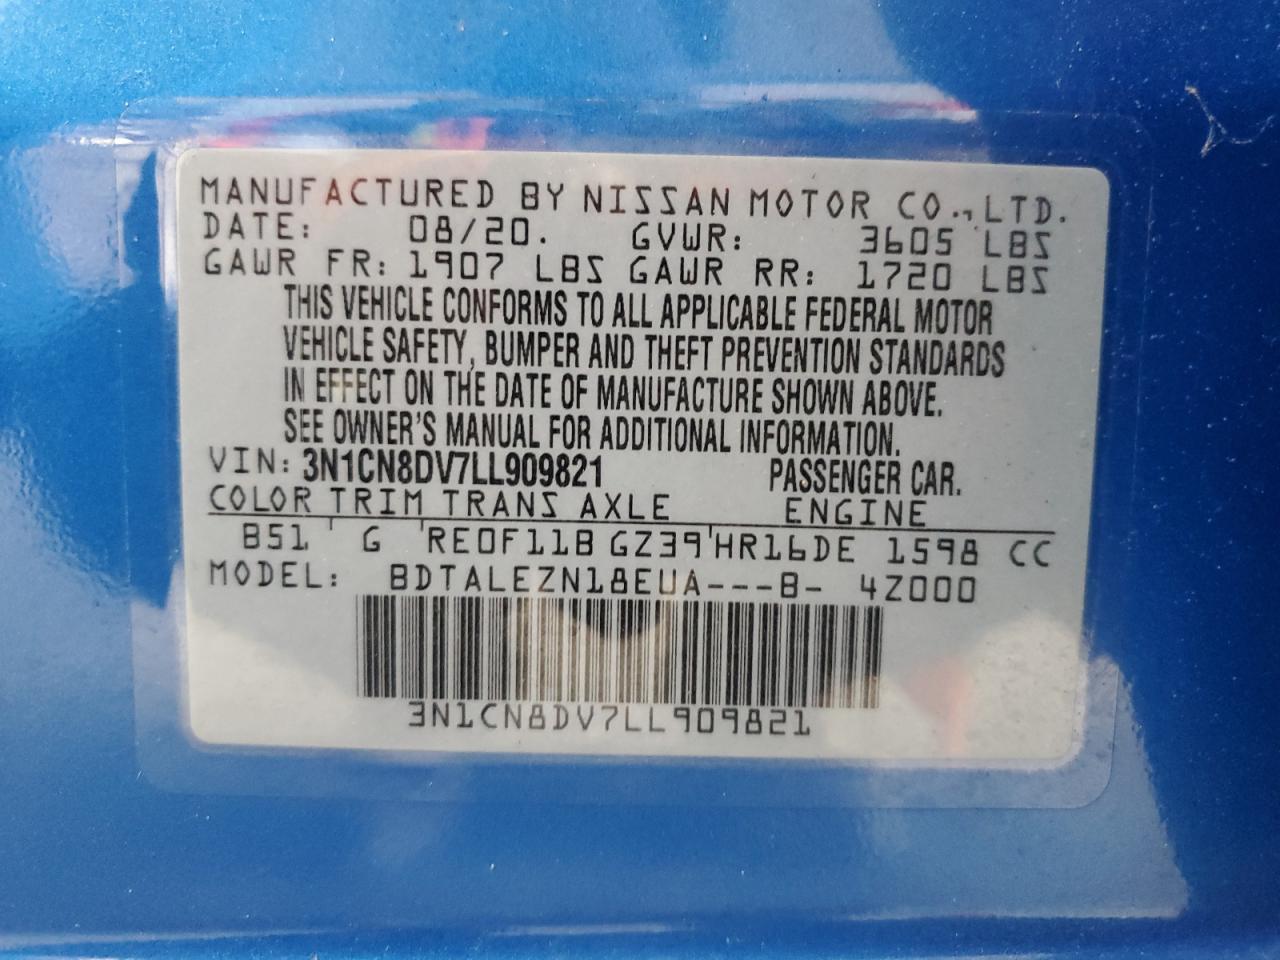 MANUFACTURED BY NISSAN MOTOR CO., LTD.
DATE: 08/20. GVWR: 3605 LBS
GAWR FR: 1907 LBS GAWR RR: 1720 LBS
THIS VEHICLE CONFORMS TO ALL APPLICABLE FEDERAL MOTOR
VEHICLE SAFETY, BUMPER AND THEFT PREVENTION STANDARDS
IN EFFECT ON THE DATE OF MANUFACTURE SHOWN ABOVE.
SEE OWNER'S MANUAL FOR ADDITIONAL INFORMATION.
VIN: 3N1CN8DV7LL909821 PASSENGER CAR.
COLOR TRIM TRANS AXLE ENGINE
B51 G RE0F11B GZ39 HR16DE 1598 CC
MODEL: BDTALEZN18EUA---B- 4Z000
3N1CN8DV7LL909821